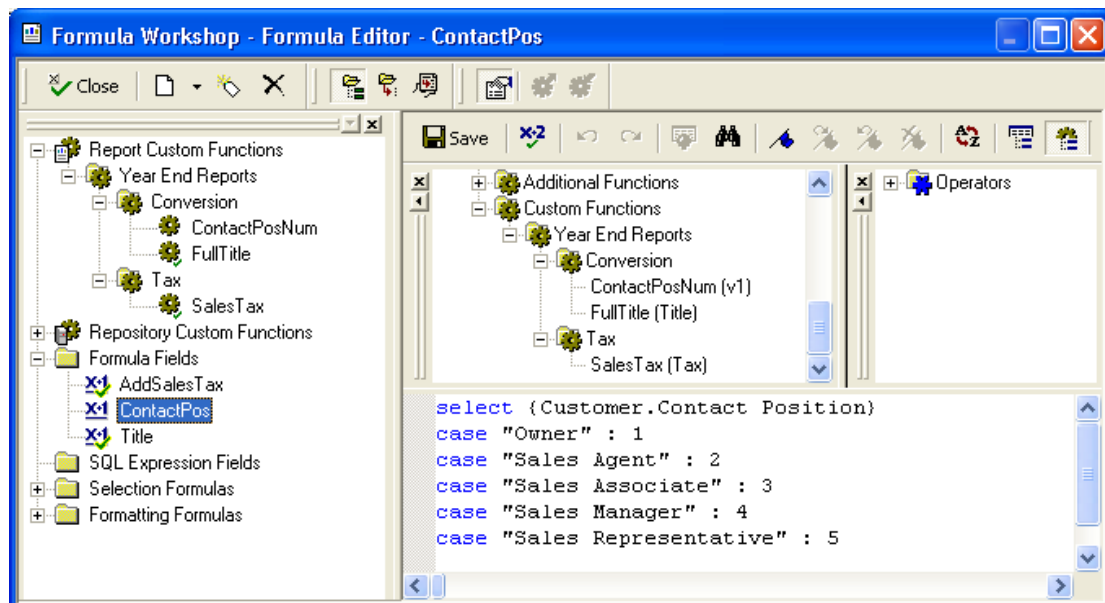 Formula Workshop - Formula Editor - ContactPos
Close
Report Custom Functions
Year End Reports
Conversion
ContactPosNum
FullTitle
Tax
SalesTax
Repository Custom Functions
Formula Fields
AddSalesTax
ContactPos
Title
SQL Expression Fields
Selection Formulas
Formatting Formulas
Save
Additional Functions
Custom Functions
Year End Reports
Conversion
ContactPosNum (v1)
FullTitle (Title)
Tax
SalesTax (Tax)
Operators
select {Customer.Contact Position}
case "Owner" : 1
case "Sales Agent" : 2
case "Sales Associate" : 3
case "Sales Manager" : 4
case "Sales Representative" : 5